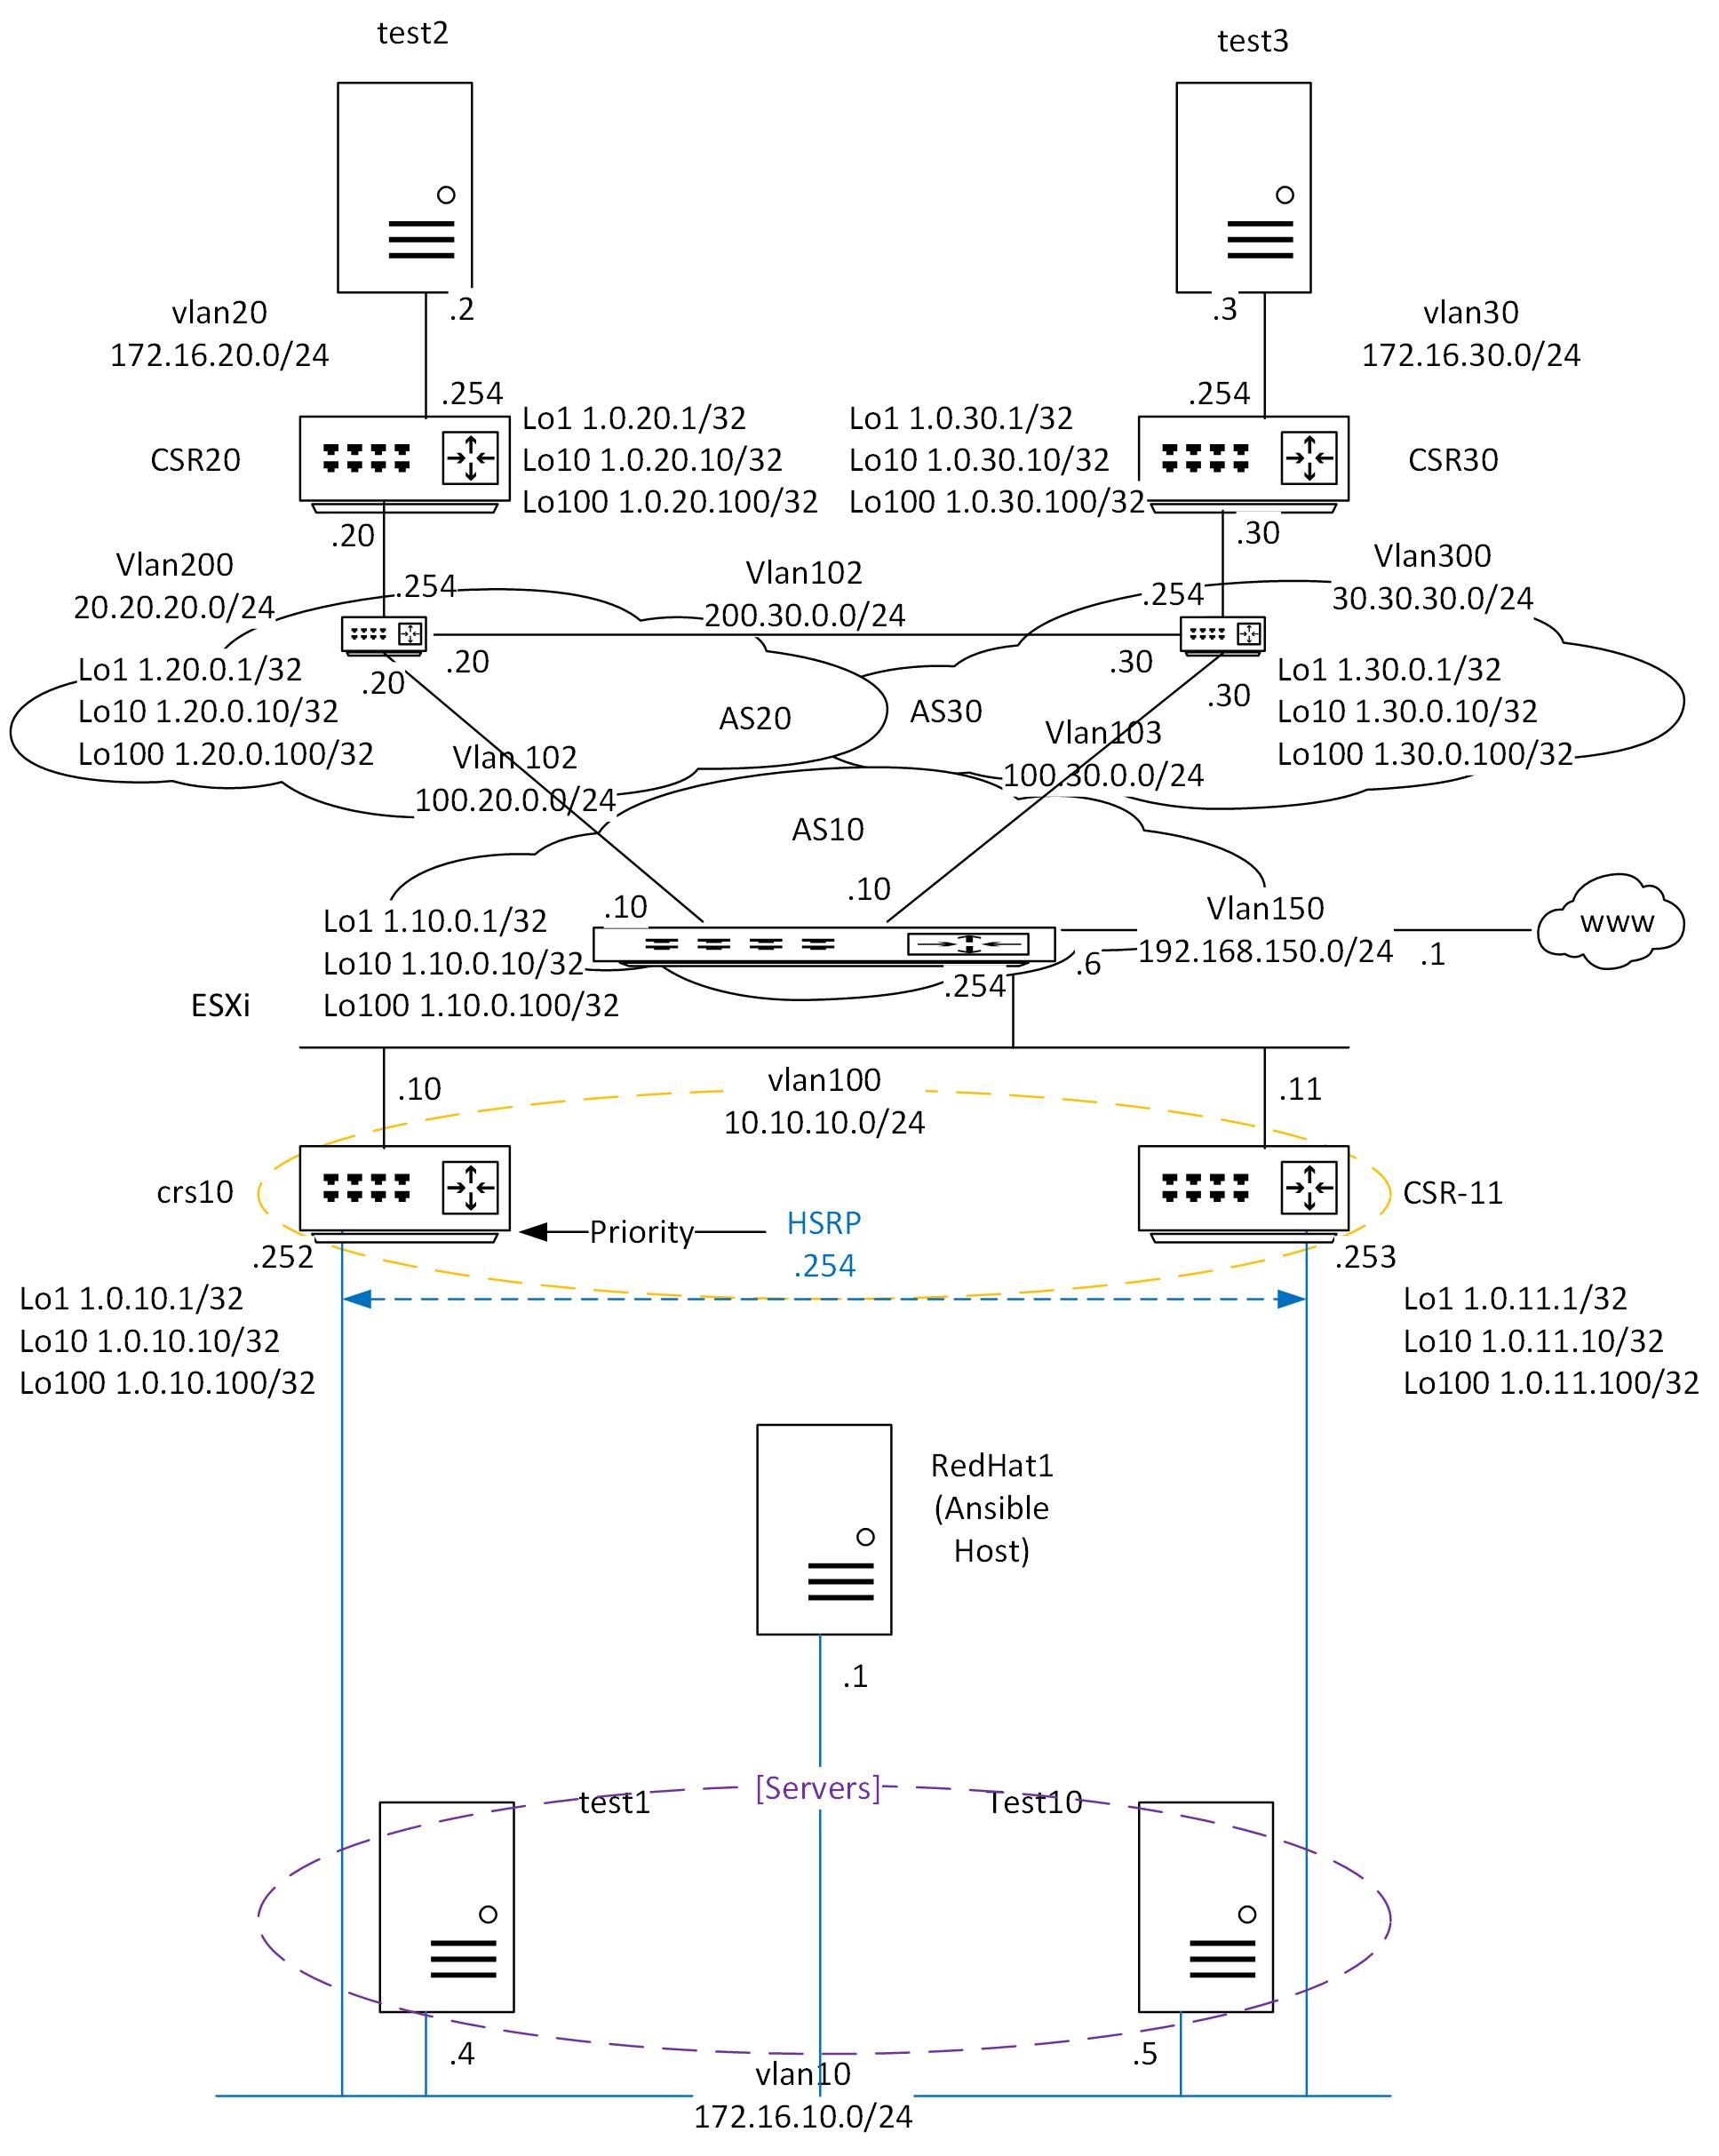 test2
test3
.2
.3
vlan20
172.16.20.0/24
vlan30
172.16.30.0/24
.254
.254
Lo1 1.0.20.1/32
Lo10 1.0.20.10/32
Lo100 1.0.20.100/32
Lo1 1.0.30.1/32
Lo10 1.0.30.10/32
Lo100 1.0.30.100/32
CSR20
CSR30
.20
.30
Vlan200
20.20.20.0/24
.254
Vlan102
200.30.0.0/24
.254
Vlan300
30.30.30.0/24
.20
.30
Lo1 1.20.0.1/32
Lo10 1.20.0.10/32
Lo100 1.20.0.100/32
.20
.30
Lo1 1.30.0.1/32
Lo10 1.30.0.10/32
Lo100 1.30.0.100/32
AS20
AS30
Vlan 102
100.20.0.0/24
Vlan103
100.30.0.0/24
AS10
.10
.10
Lo1 1.10.0.1/32
Lo10 1.10.0.10/32
Lo100 1.10.0.100/32
Vlan150
192.168.150.0/24
www
.6
.1
.254
ESXi
.10
vlan100
10.10.10.0/24
.11
crs10
CSR-11
Priority
HSRP
.254
.252
.253
Lo1 1.0.10.1/32
Lo10 1.0.10.10/32
Lo100 1.0.10.100/32
Lo1 1.0.11.1/32
Lo10 1.0.11.10/32
Lo100 1.0.11.100/32
RedHat1
(Ansible
Host)
.1
[Servers]
test1
Test10
.4
.5
vlan10
172.16.10.0/24